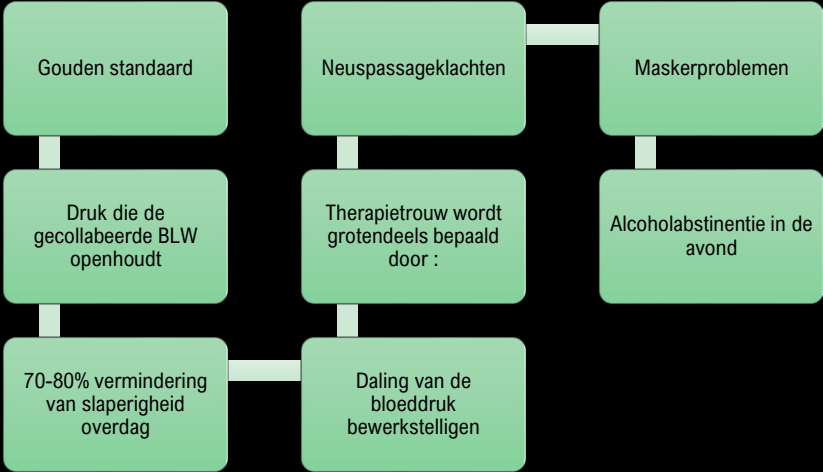 Gouden standaard
Druk die de
gecollabeerde BLW
openhoudt
70-80% vermindering
van slaperigheid
overdag
Daling van de
bloeddruk
bewerkstelligen
Therapietrouw wordt
grotendeels bepaald
door :
Neuspassageklachten
Maskerproblemen
Alcoholabstinentie in de
avond